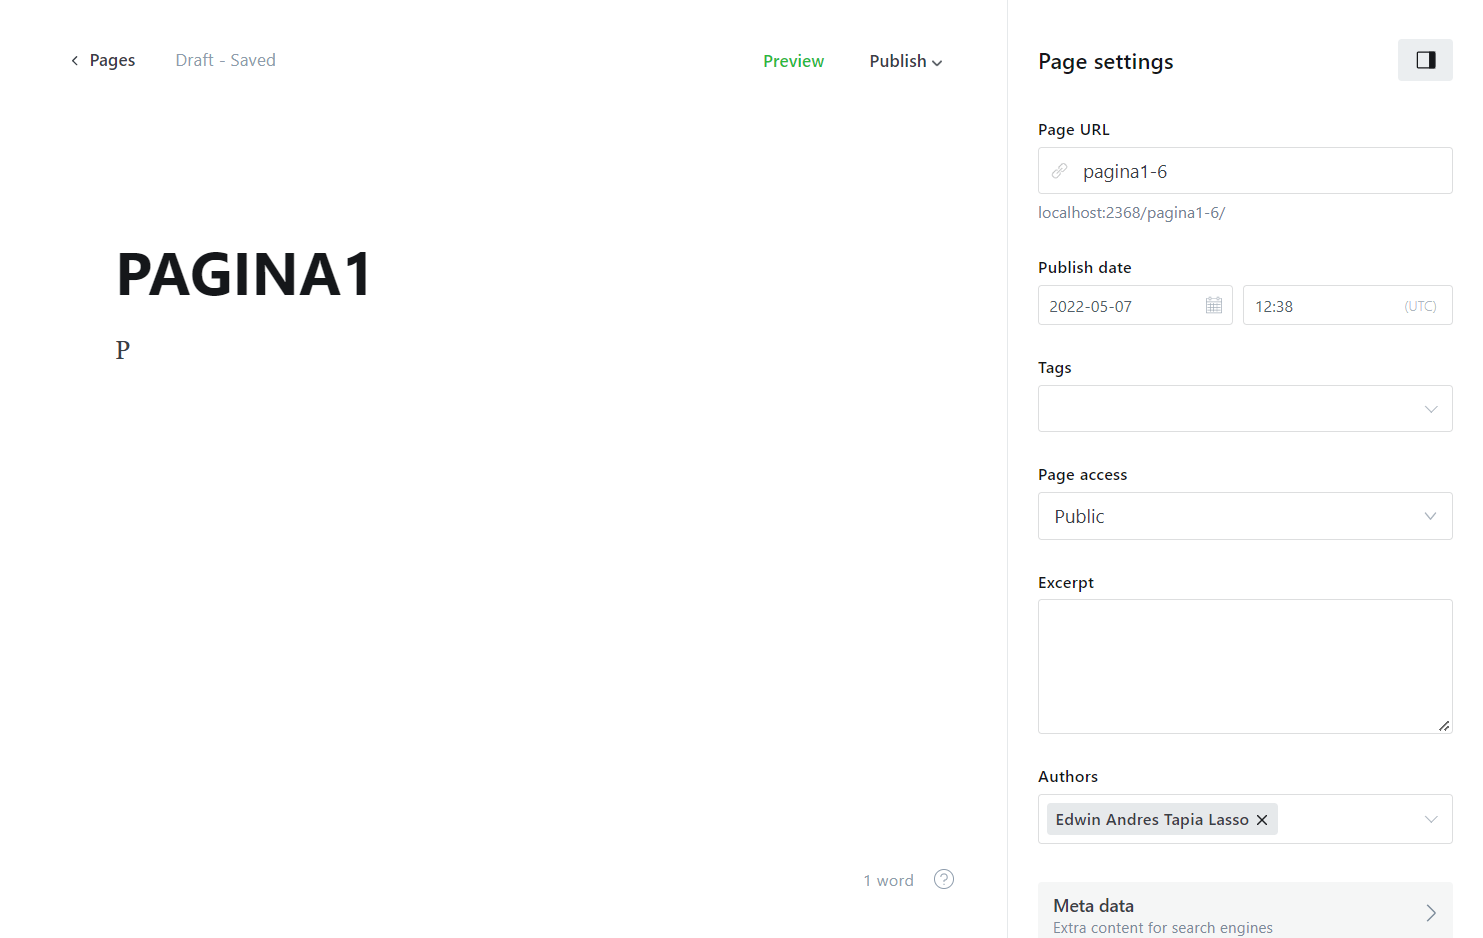 Pages
Draft - Saved
Preview
Publish
PAGINA1
P
1 word
?
Page settings
Page URL
pagina1-6
localhost:2368/pagina1-6/
Publish date
2022-05-07
12:38
(UTC)
Tags
Page access
Public
Excerpt
Authors
Edwin Andres Tapia Lasso
Meta data
Extra content for search engines